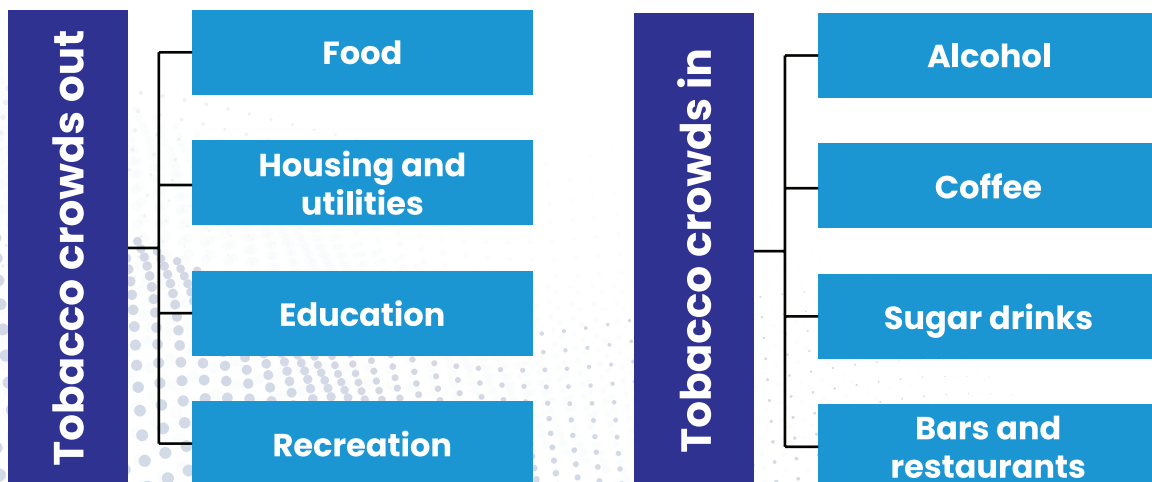 Tobacco crowds out
Food
Housing and
utilities
Education
Recreation
Tobacco crowds in
Alcohol
Coffee
Sugar drinks
Bars and
restaurants